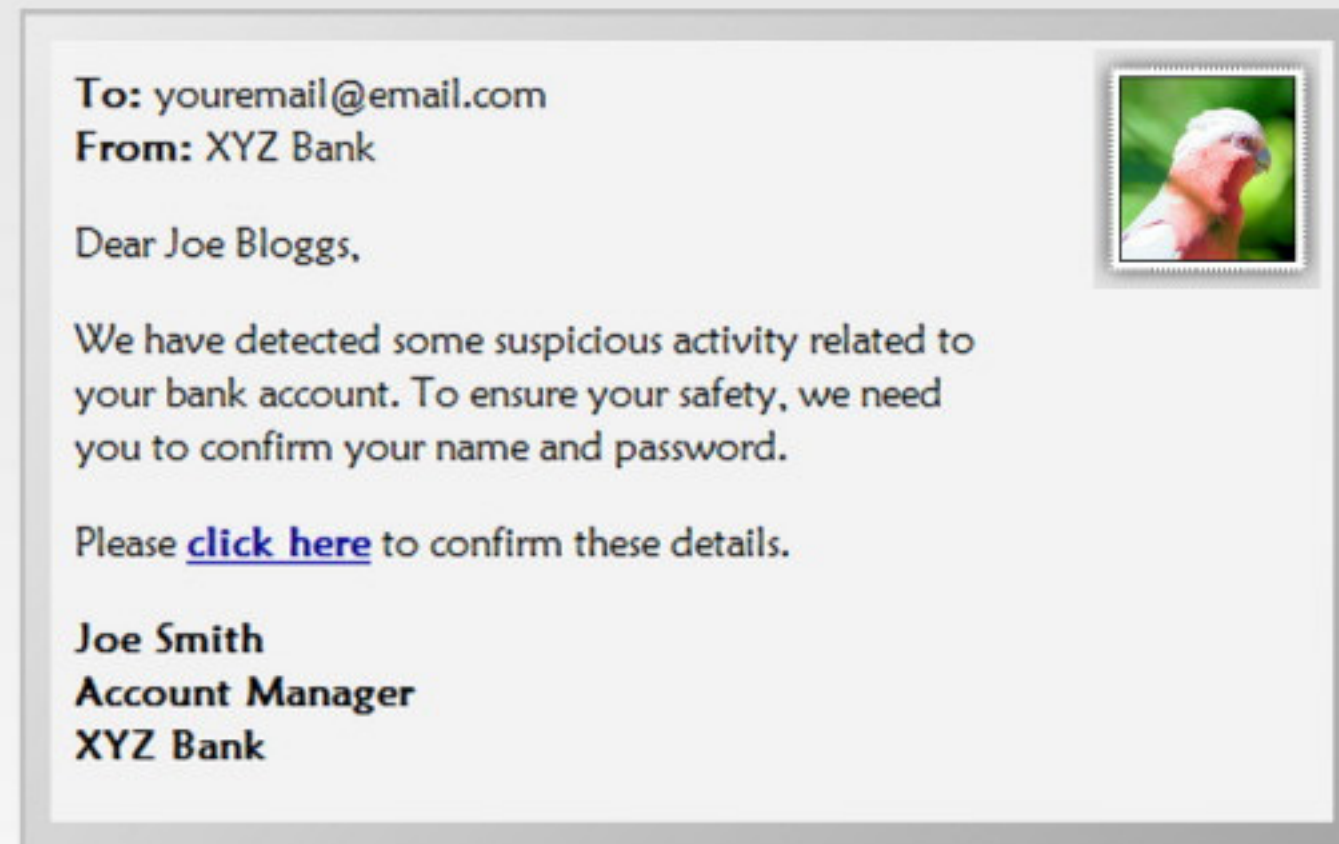 To: youremail@email.com
From: XYZ Bank
Dear Joe Bloggs,
We have detected some suspicious activity related to
your bank account. To ensure your safety, we need
you to confirm your name and password.
Please click here to confirm these details.
Joe Smith
Account Manager
XYZ Bank